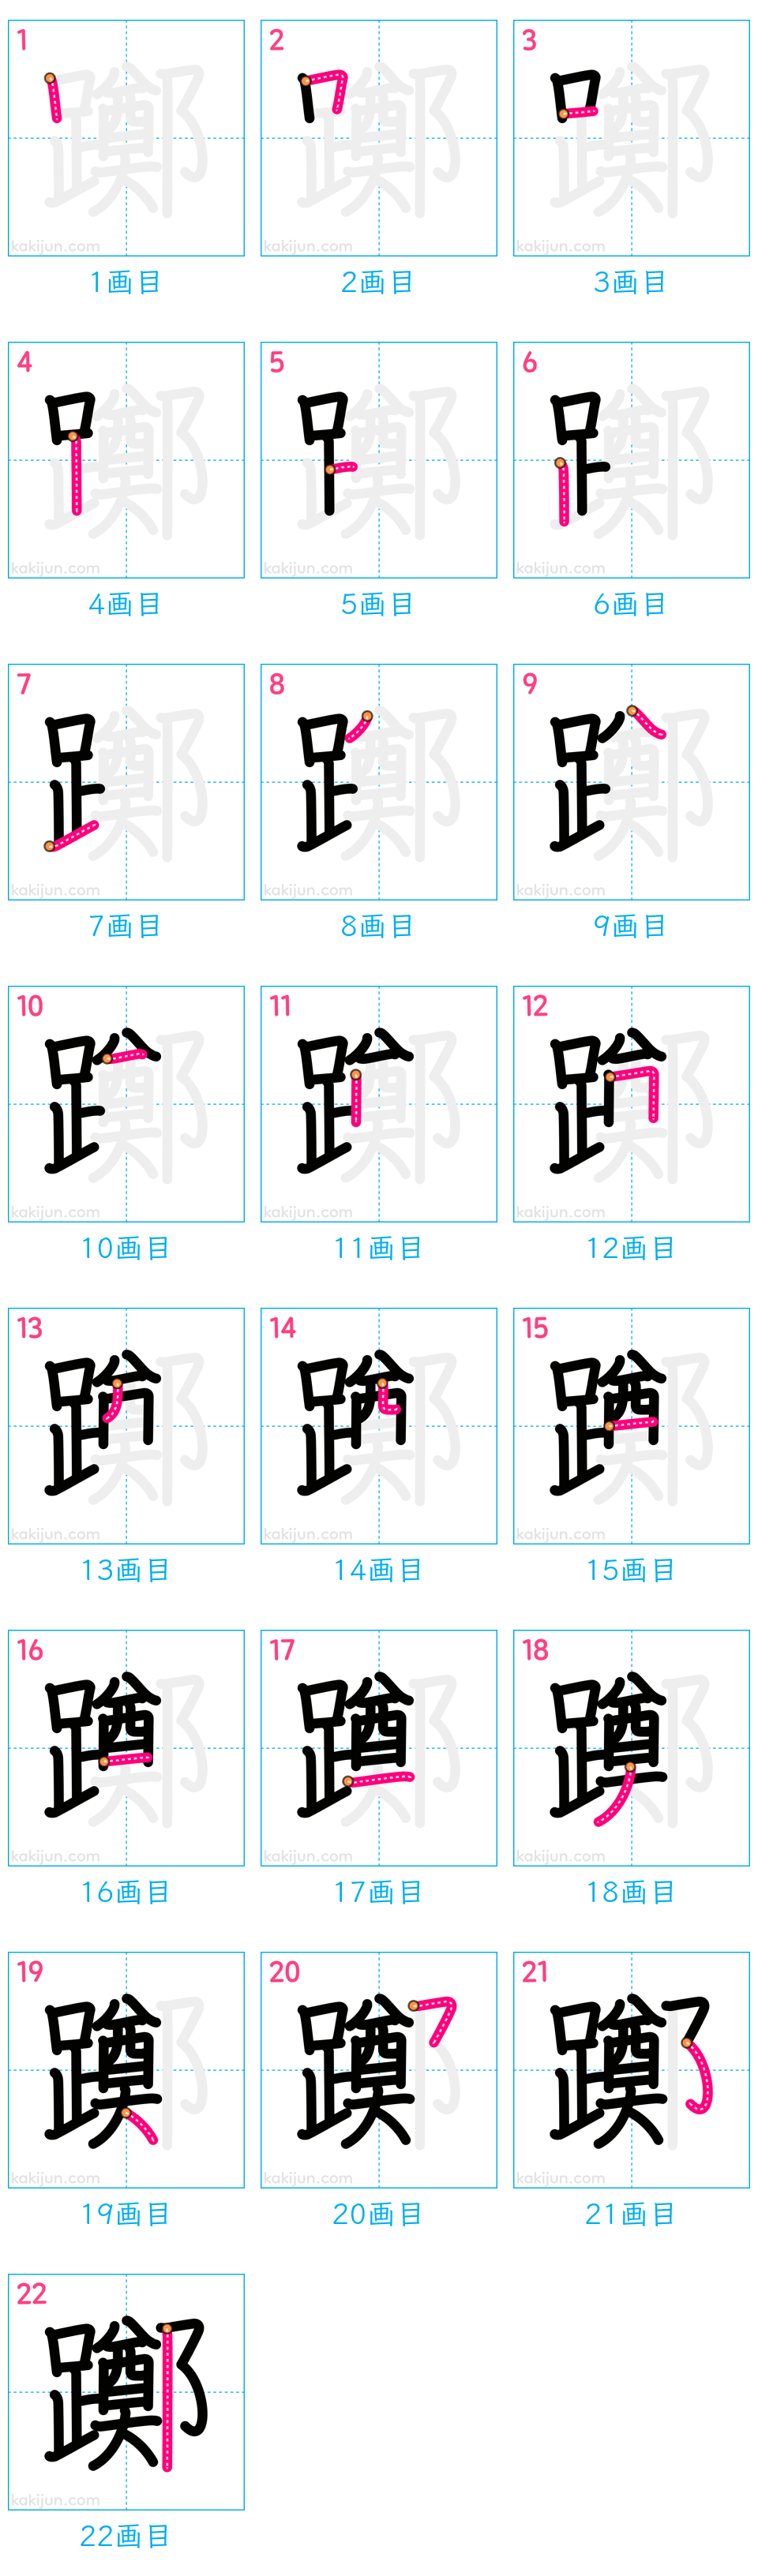 1 2 3
kakijun.com kakijun.com kakijun.com
1画目 2画目 3画目
4 5 6
kakijun.com kakijun.com kakijun.com
4画目 5画目 6画目
7 8 9
kakijun.com kakijun.com kakijun.com
7画目 8画目 9画目
10 11 12
kakijun.com kakijun.com kakijun.com
10画目 11画目 12画目
13 14 15
kakijun.com kakijun.com kakijun.com
13画目 14画目 15画目
16 17 18
kakijun.com kakijun.com kakijun.com
16画目 17画目 18画目
19 20 21
kakijun.com kakijun.com kakijun.com
19画目 20画目 21画目
22
躑
kakijun.com
22画目